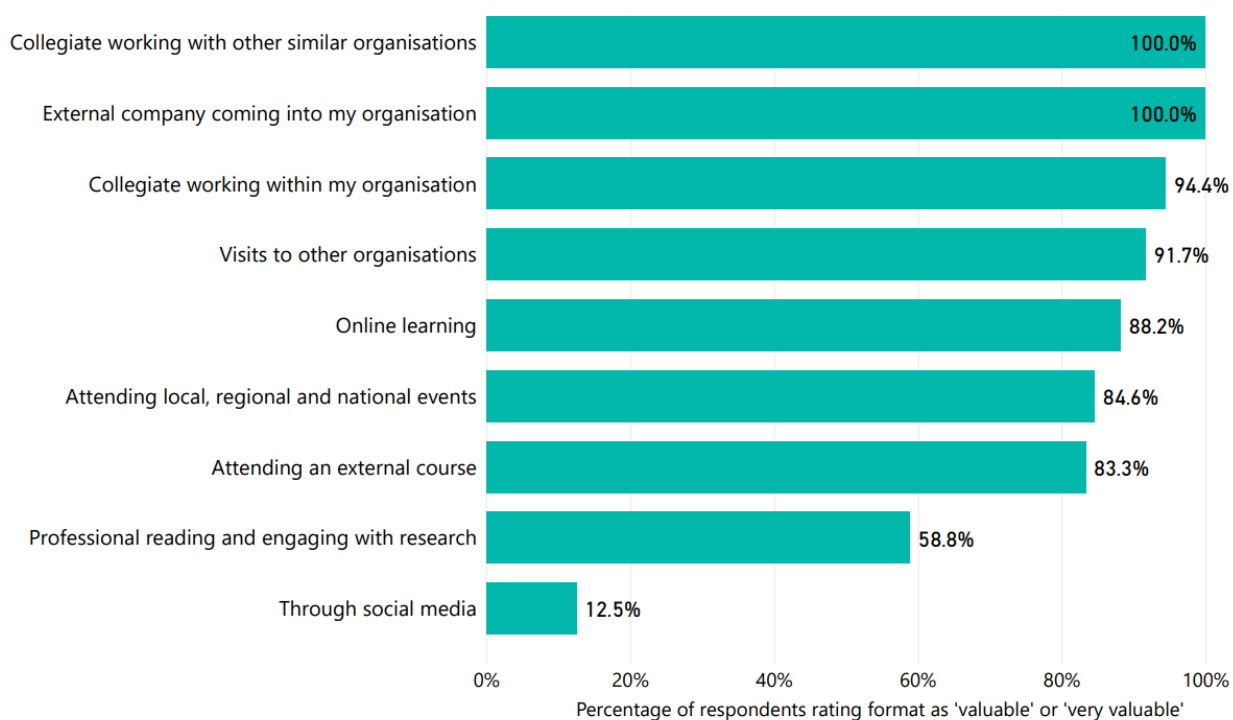 Collegiate working with other similar organisations 100.0%
External company coming into my organisation 100.0%
Collegiate working within my organisation 94.4%
Visits to other organisations 91.7%
Online learning 88.2%
Attending local, regional and national events 84.6%
Attending an external course 83.3%
Professional reading and engaging with research 58.8%
Through social media 12.5%
0% 20% 40% 60% 80% 100%
Percentage of respondents rating format as 'valuable' or 'very valuable'